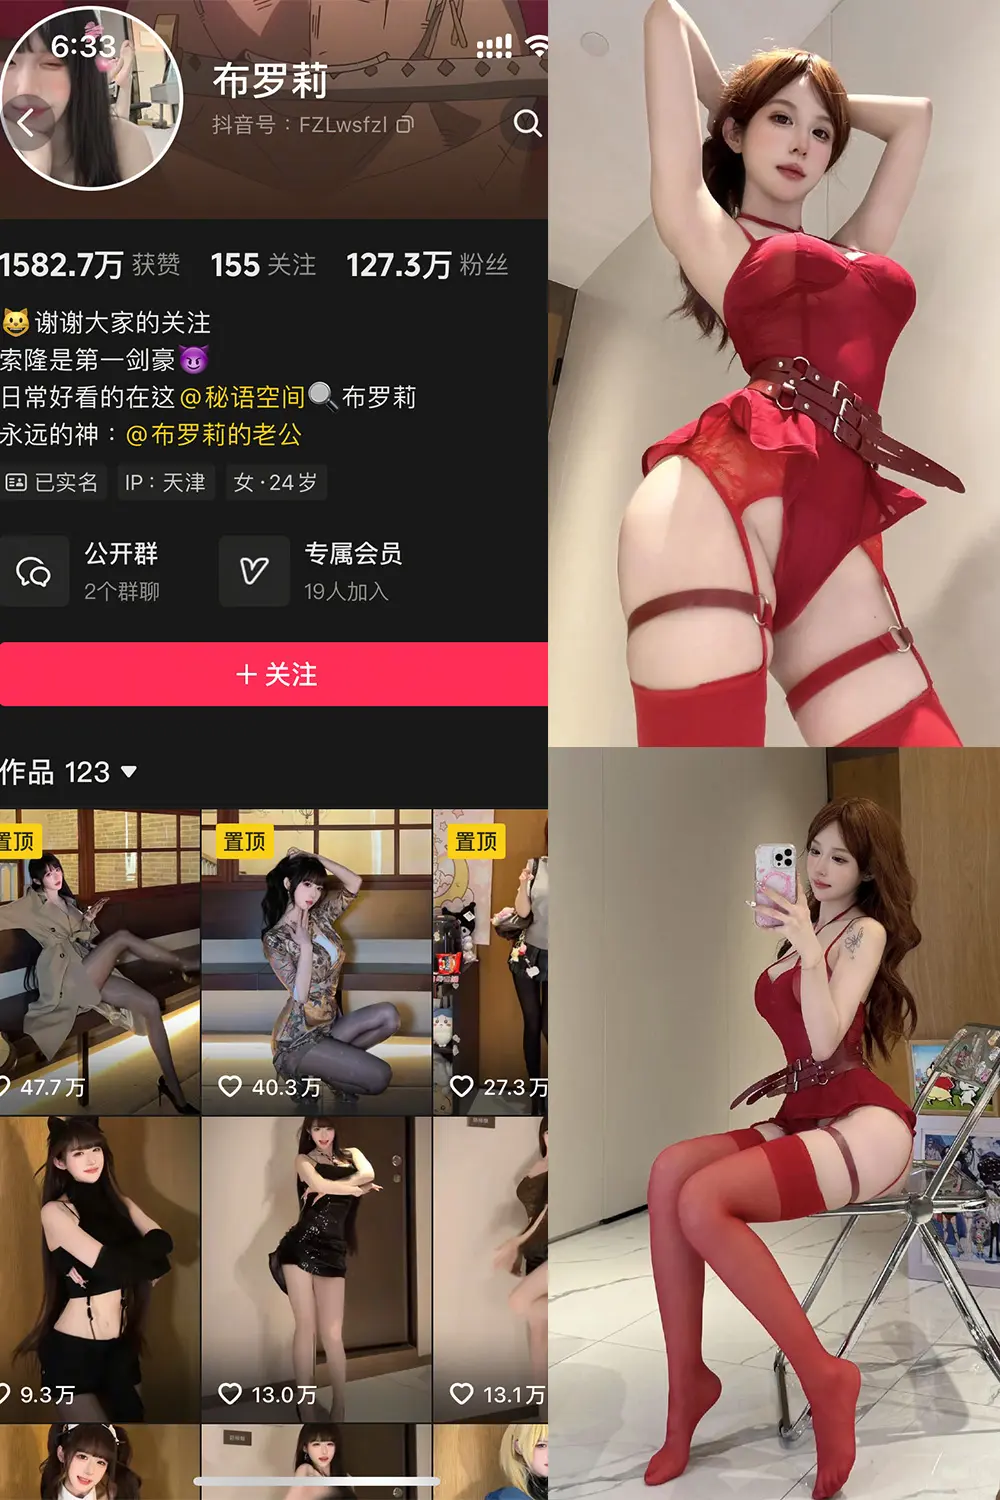 6:33
布罗莉
抖音号：FZLwsfzl
1582.7万 获赞 155 关注 127.3万 粉丝
😺谢谢大家的关注
索隆是第一剑豪😈
日常好看的在这@秘语空间🔍布罗莉
永远的神：@布罗莉的老公
已实名 IP：天津 女·24岁
公开群 专属会员
2个群聊 19人加入
+ 关注
作品 123
置顶 置顶 置顶
47.7万 40.3万 27.3万
9.3万 13.0万 13.1万